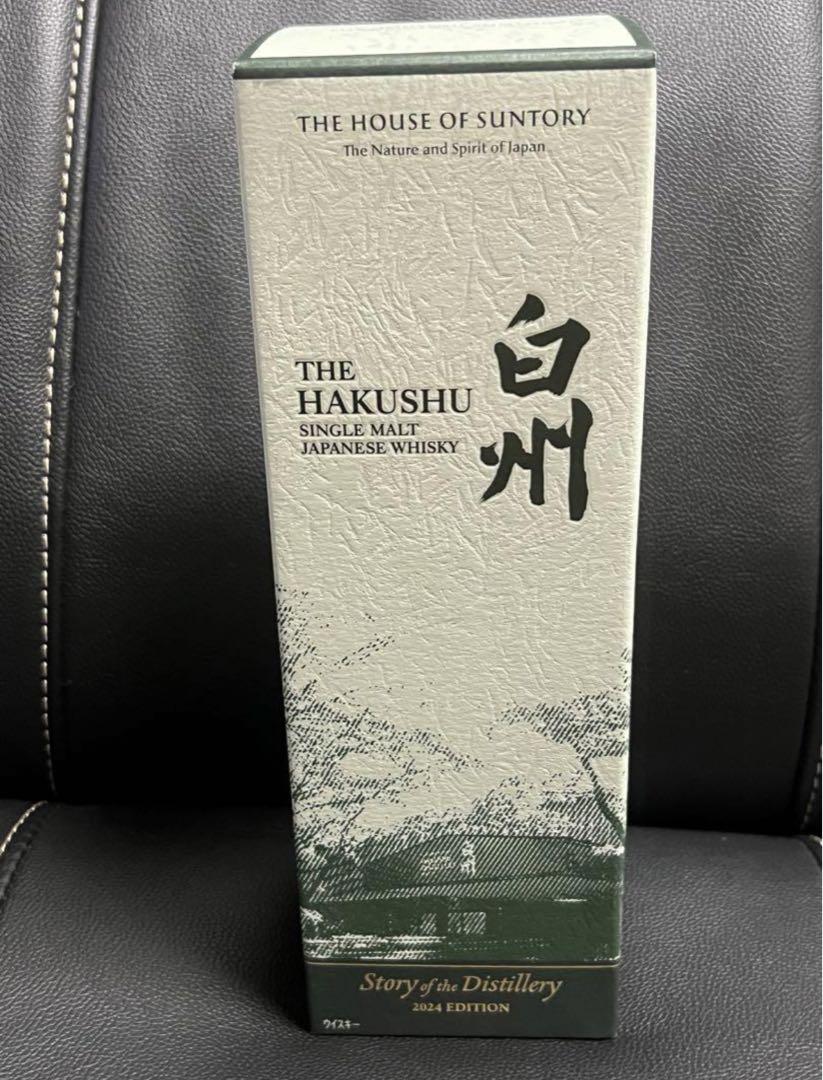 THE HOUSE OF SUNTORY
The Nature and Spirit of Japan
白州
THE
HAKUSHU
SINGLE MALT
JAPANESE WHISKY
Story of the Distillery
2024 EDITION
ウイスキー